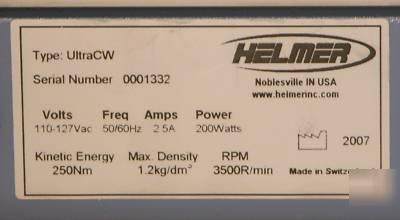 Type: UltraCW
HELMER
Serial Number 0001332
Noblesville IN USA
www.helmerinc.com
Volts Freq Amps Power
110-127Vac 50/60Hz 2.5A 200Watts
2007
Kinetic Energy Max. Density RPM
250Nm 1.2kg/dm³ 3500R/min
Made in Switzerland